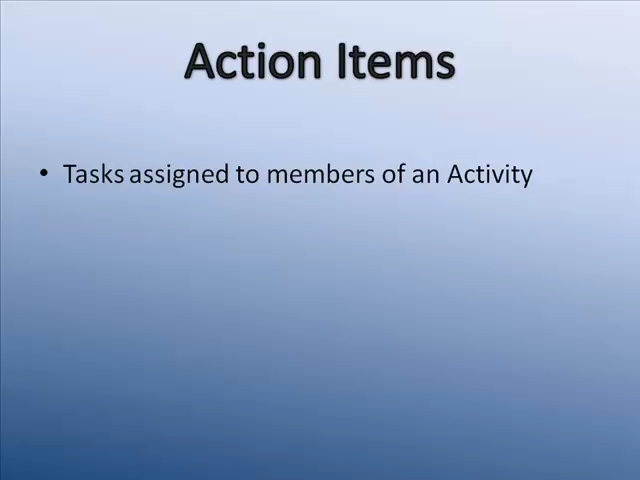 Action Items
• Tasks assigned to members of an Activity